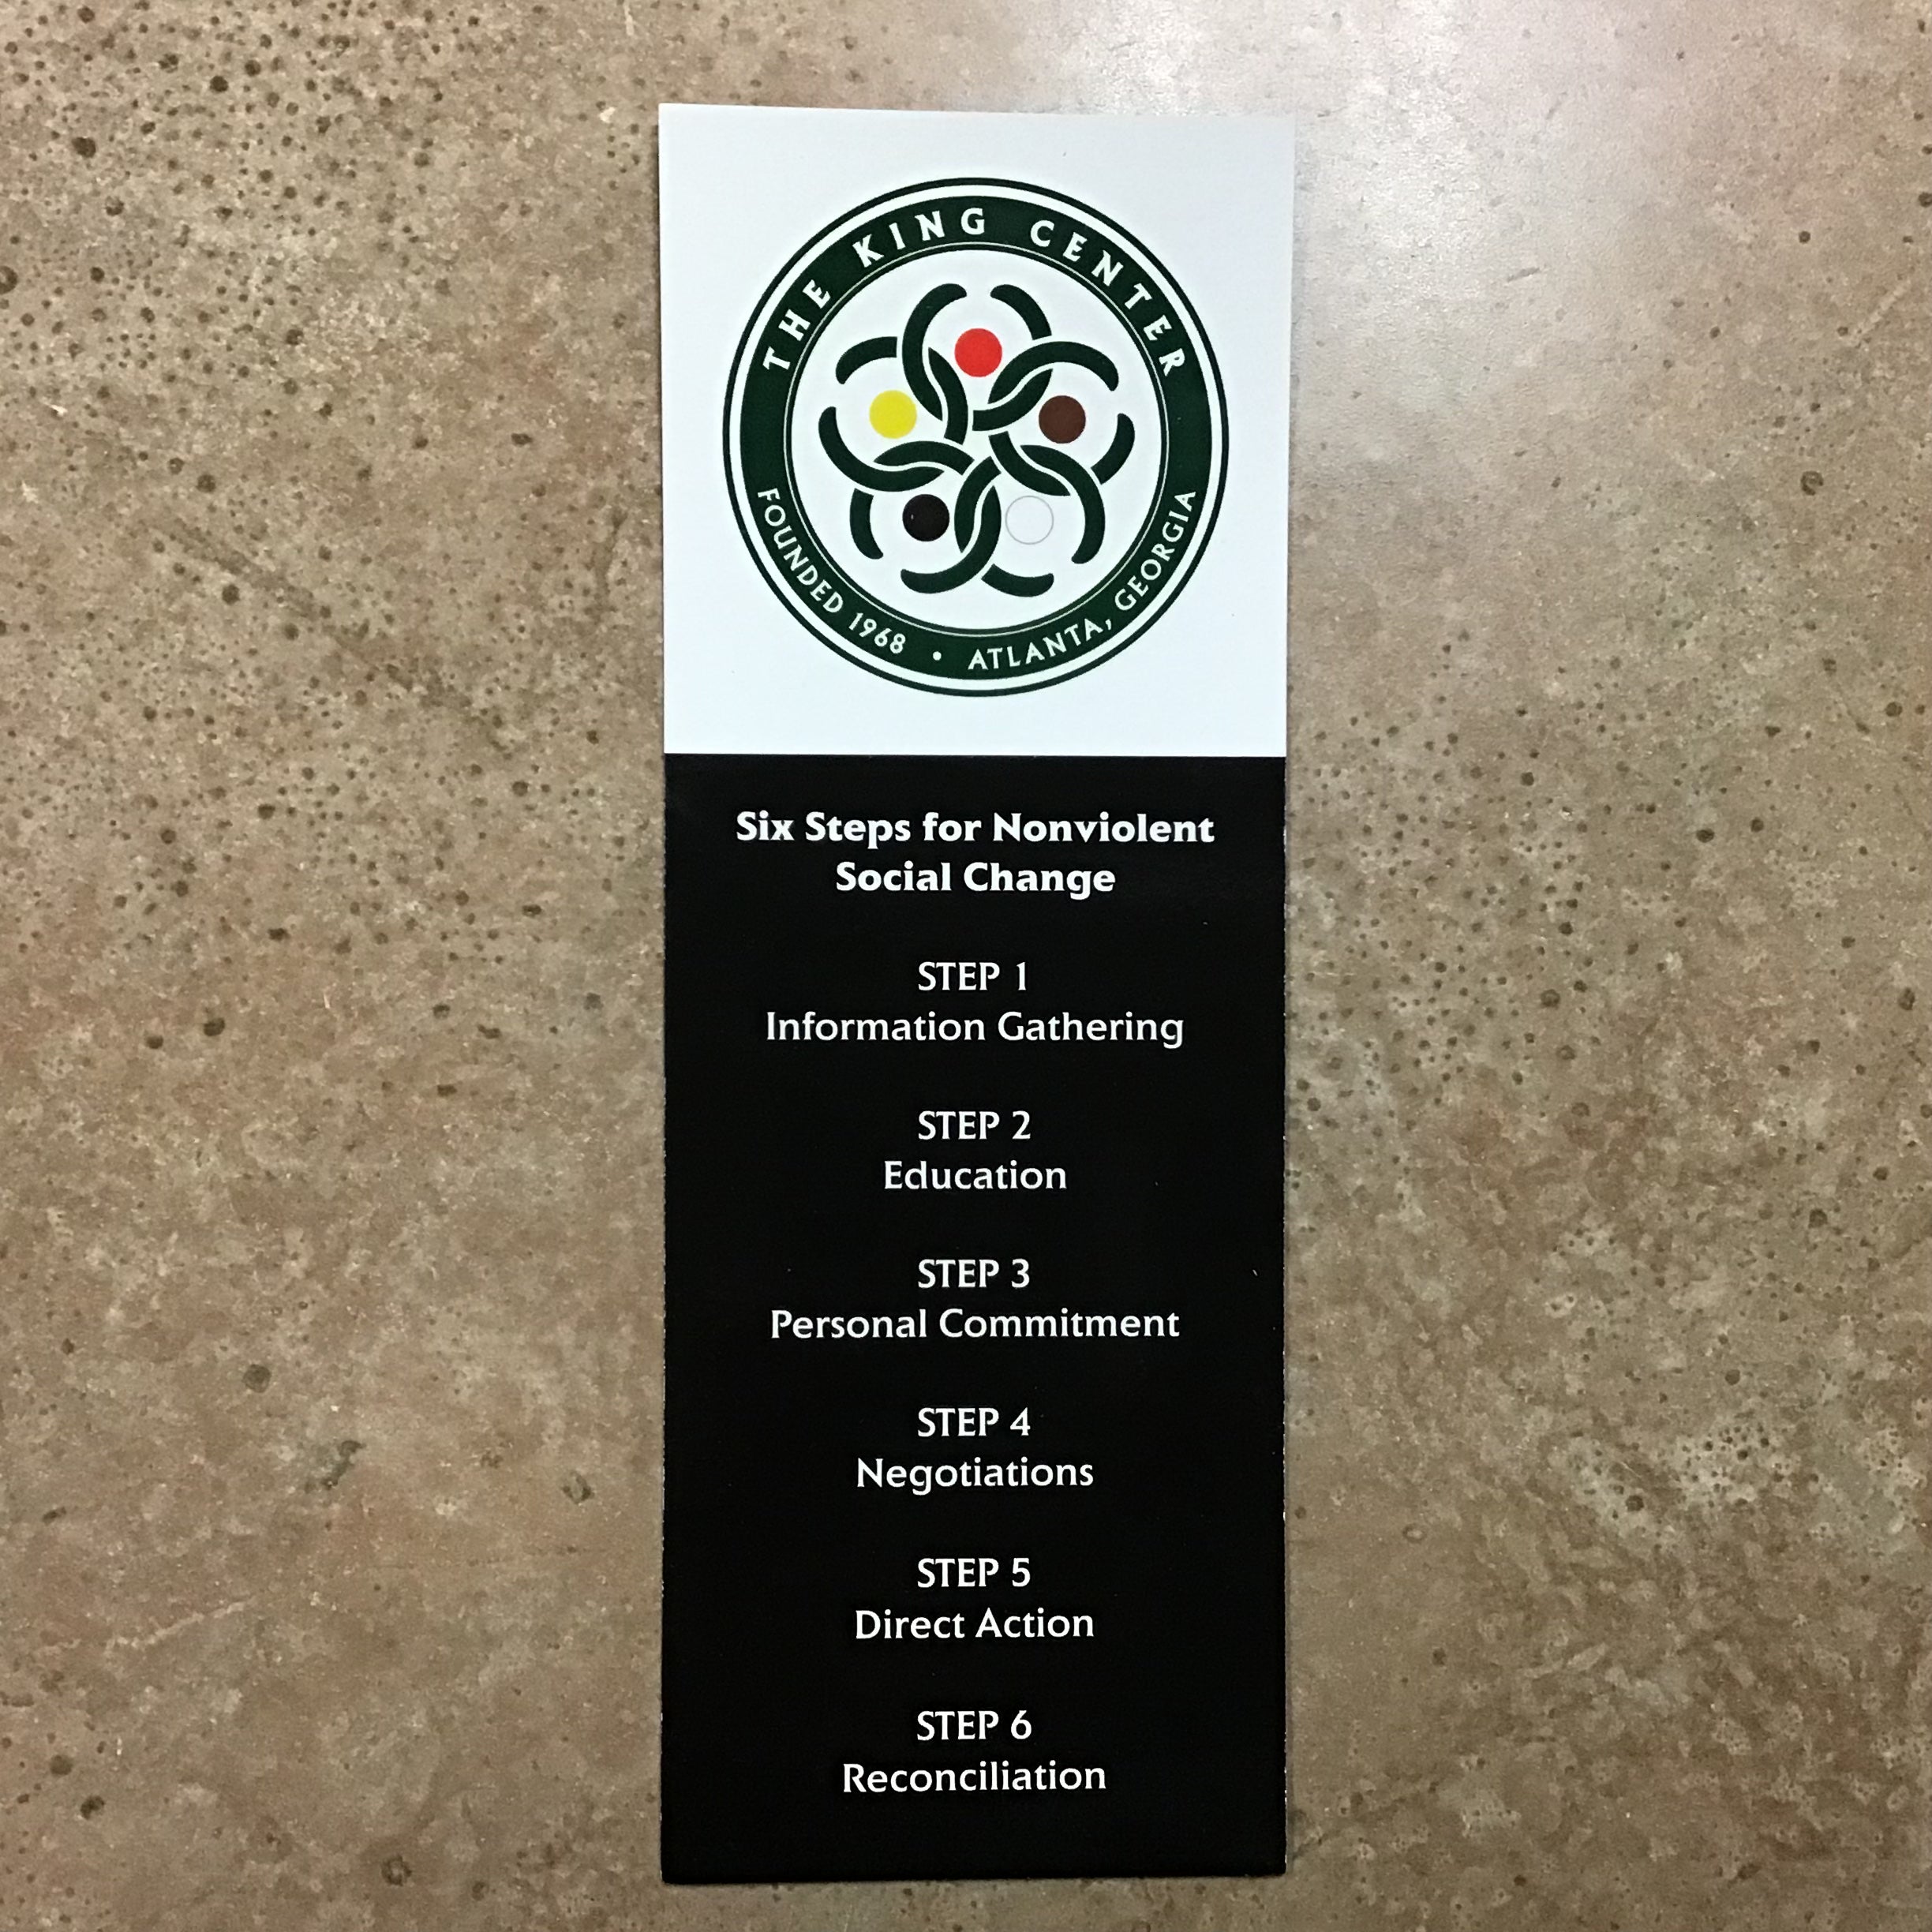 THE KING CENTER
FOUNDED 1968 • ATLANTA, GEORGIA
Six Steps for Nonviolent
Social Change
STEP 1
Information Gathering
STEP 2
Education
STEP 3
Personal Commitment
STEP 4
Negotiations
STEP 5
Direct Action
STEP 6
Reconciliation